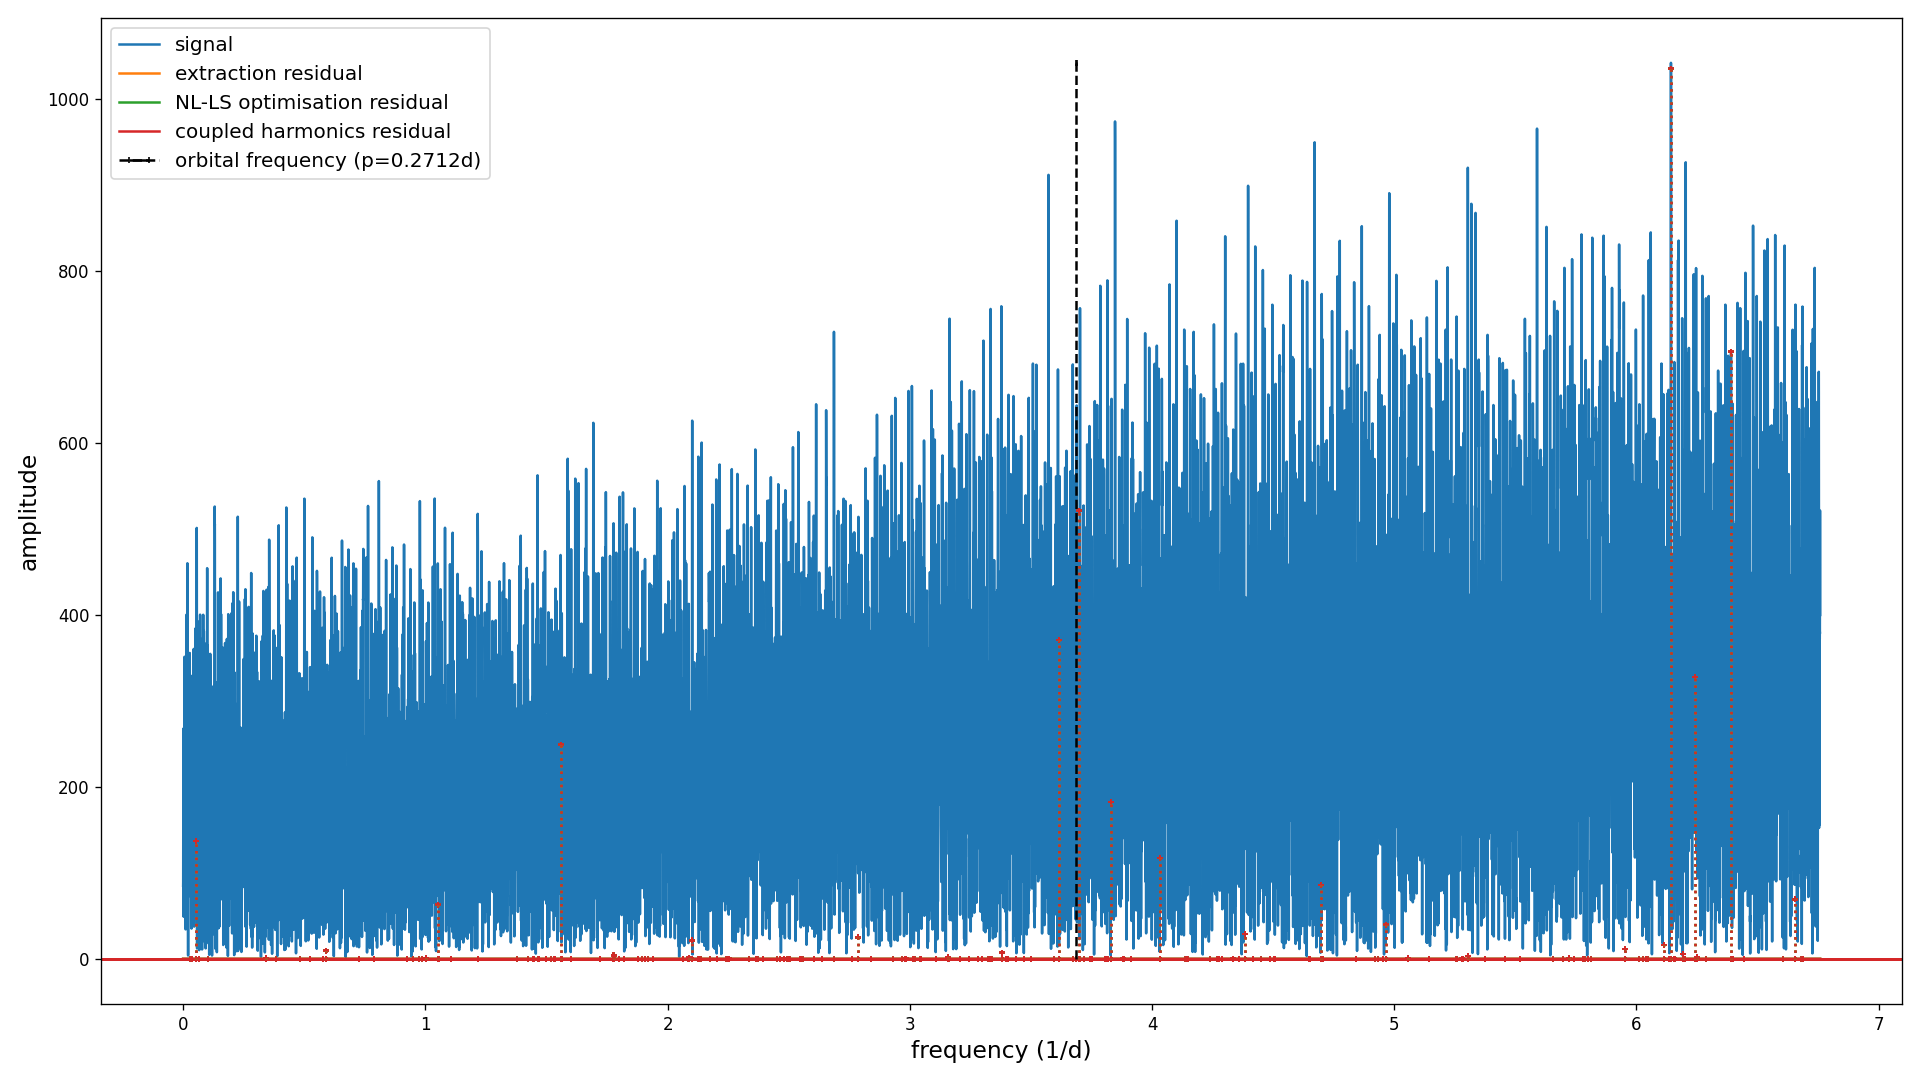 signal
extraction residual
NL-LS optimisation residual
coupled harmonics residual
orbital frequency (p=0.2712d)
1000
800
600
400
200
0
amplitude
0 1 2 3 4 5 6 7
frequency (1/d)